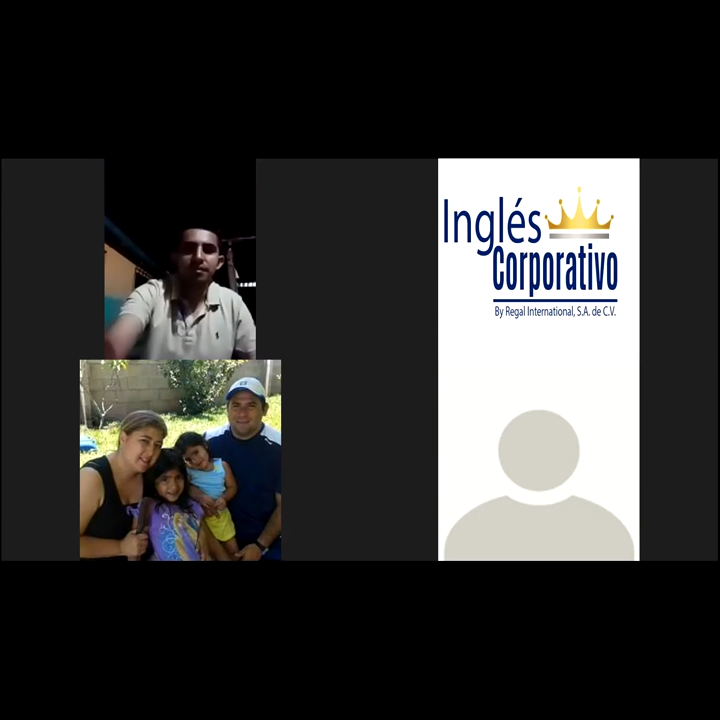 Inglés
Corporativo
By Regal International, S.A. de C.V.